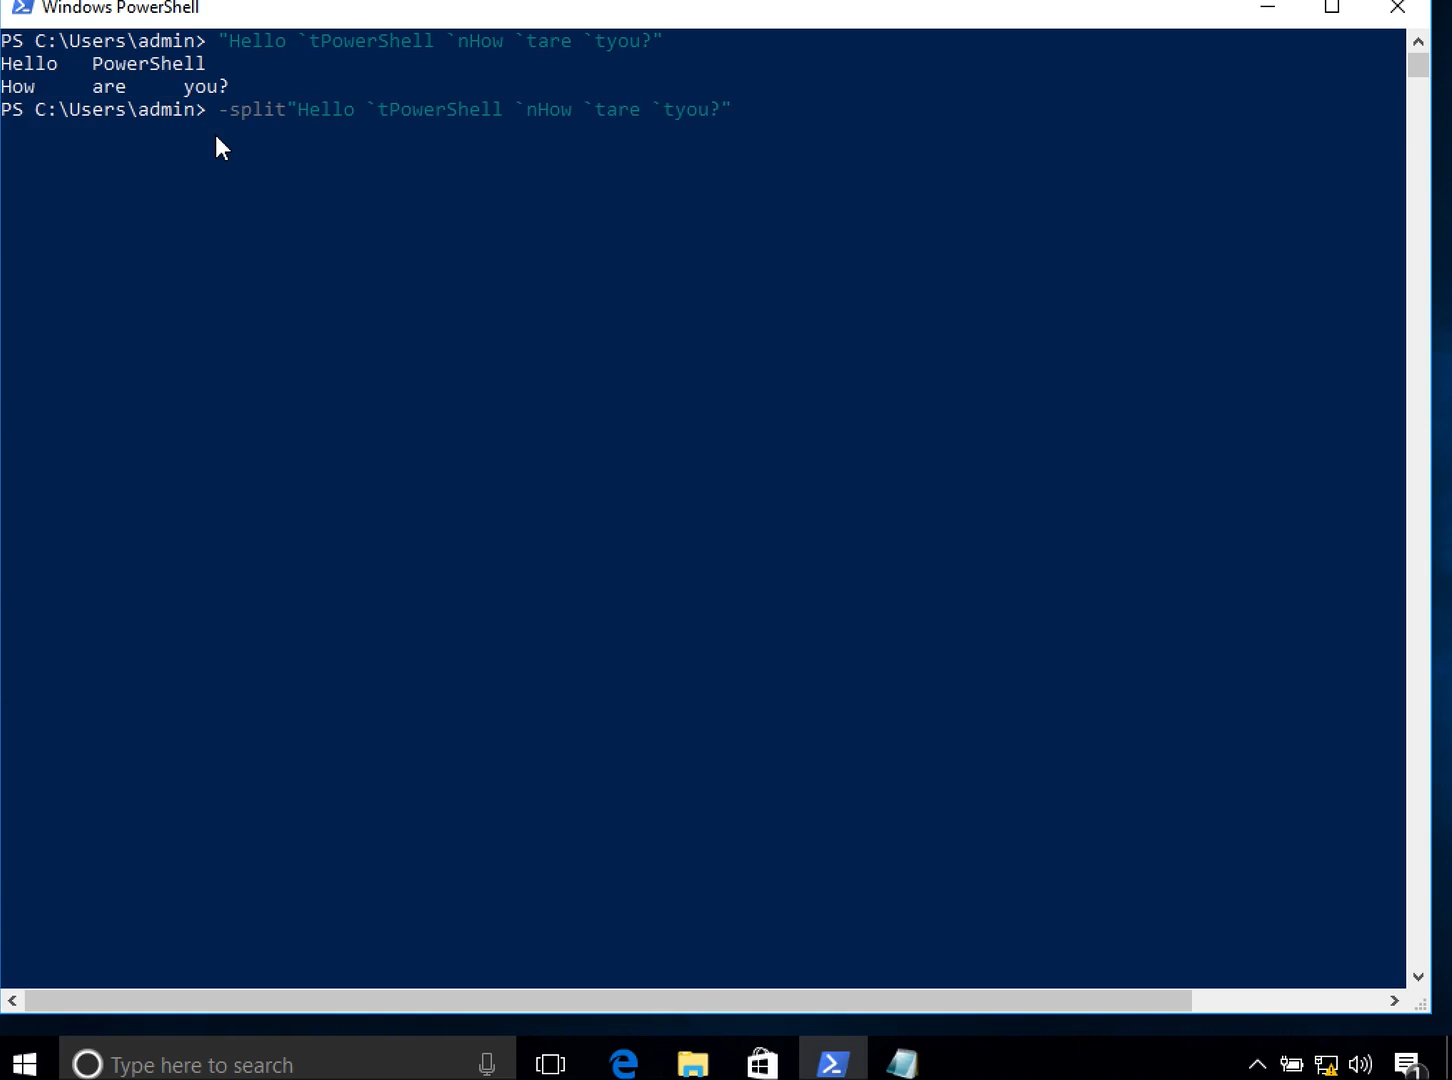 Windows PowerShell
PS C:\Users\admin> "Hello `tPowerShell `nHow `tare `tyou?"
Hello   PowerShell
How     are     you?
PS C:\Users\admin> -split"Hello `tPowerShell `nHow `tare `tyou?"
Type here to search
1